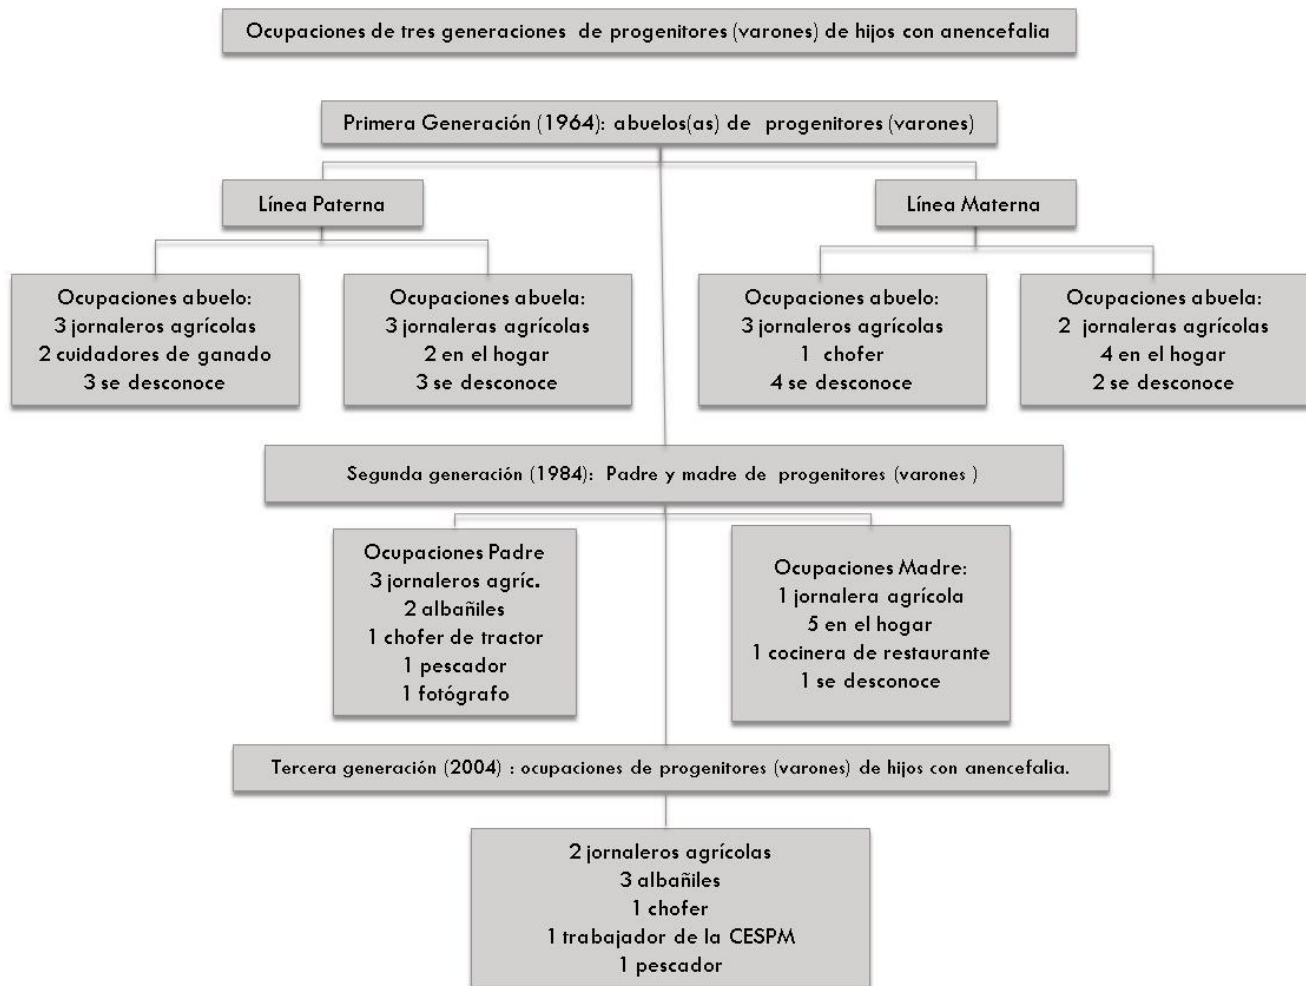 Ocupaciones de tres generaciones de progenitores (varones) de hijos con anencefalia
Primera Generación (1964): abuelos(as) de progenitores (varones)
Línea Paterna
Línea Materna
Ocupaciones abuelo:
3 jornaleros agrícolas
2 cuidadores de ganado
3 se desconoce
Ocupaciones abuela:
3 jornaleras agrícolas
2 en el hogar
3 se desconoce
Ocupaciones abuelo:
3 jornaleros agrícolas
1 chofer
4 se desconoce
Ocupaciones abuela:
2 jornaleras agrícolas
4 en el hogar
2 se desconoce
Segunda generación (1984): Padre y madre de progenitores (varones )
Ocupaciones Padre
3 jornaleros agríc.
2 albañiles
1 chofer de tractor
1 pescador
1 fotógrafo
Ocupaciones Madre:
1 jornalera agrícola
5 en el hogar
1 cocinera de restaurante
1 se desconoce
Tercera generación (2004) : ocupaciones de progenitores (varones) de hijos con anencefalia.
2 jornaleros agrícolas
3 albañiles
1 chofer
1 trabajador de la CESPM
1 pescador